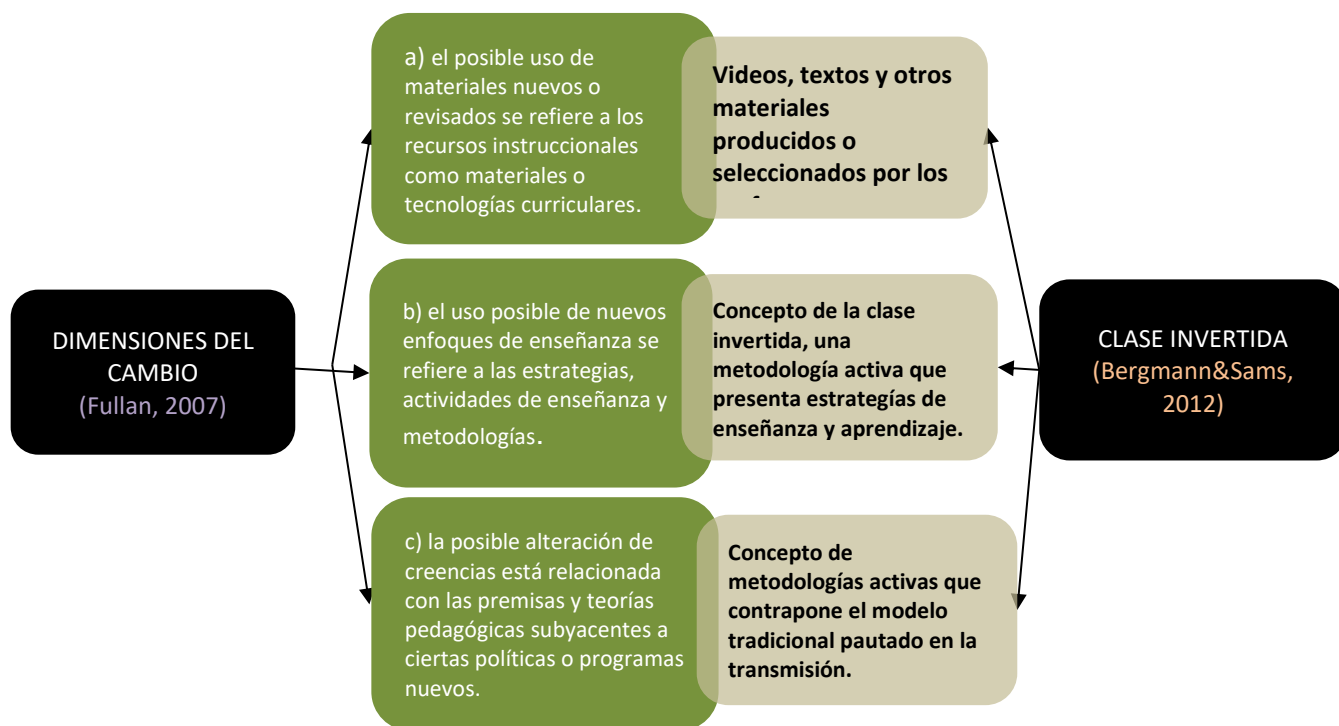 DIMENSIONES DEL
CAMBIO
(Fullan, 2007)
a) el posible uso de
materiales nuevos o
revisados se refiere a los
recursos instruccionales
como materiales o
tecnologías curriculares.
Videos, textos y otros
materiales
producidos o
seleccionados por los
b) el uso posible de nuevos
enfoques de enseñanza se
refiere a las estrategias,
actividades de enseñanza y
metodologías.
Concepto de la clase
invertida, una
metodología activa que
presenta estrategías de
enseñanza y aprendizaje.
c) la posible alteración de
creencias está relacionada
con las premisas y teorías
pedagógicas subyacentes a
ciertas políticas o programas
nuevos.
Concepto de
metodologías activas que
contrapone el modelo
tradicional pautado en la
transmisión.
CLASE INVERTIDA
(Bergmann&Sams,
2012)